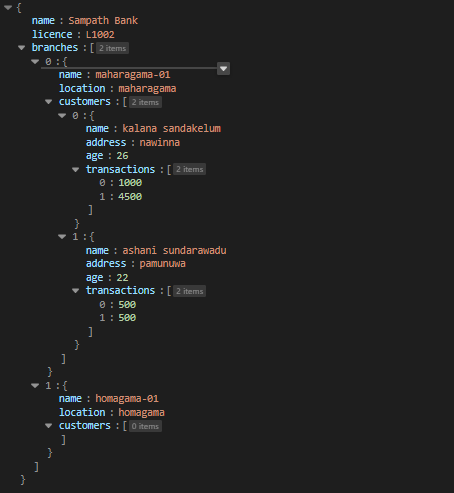 {
name : Sampath Bank
licence : L1002
branches : [ 2 items
0 : {
name : maharagama-01
location : maharagama
customers : [ 2 items
0 : {
name : kalana sandakelum
address : nawinna
age : 26
transactions : [ 2 items
0 : 1000
1 : 4500
]
}
1 : {
name : ashani sundarawadu
address : pamunuwa
age : 22
transactions : [ 2 items
0 : 500
1 : 500
]
}
]
}
1 : {
name : homagama-01
location : homagama
customers : [ 0 items
]
}
]
}